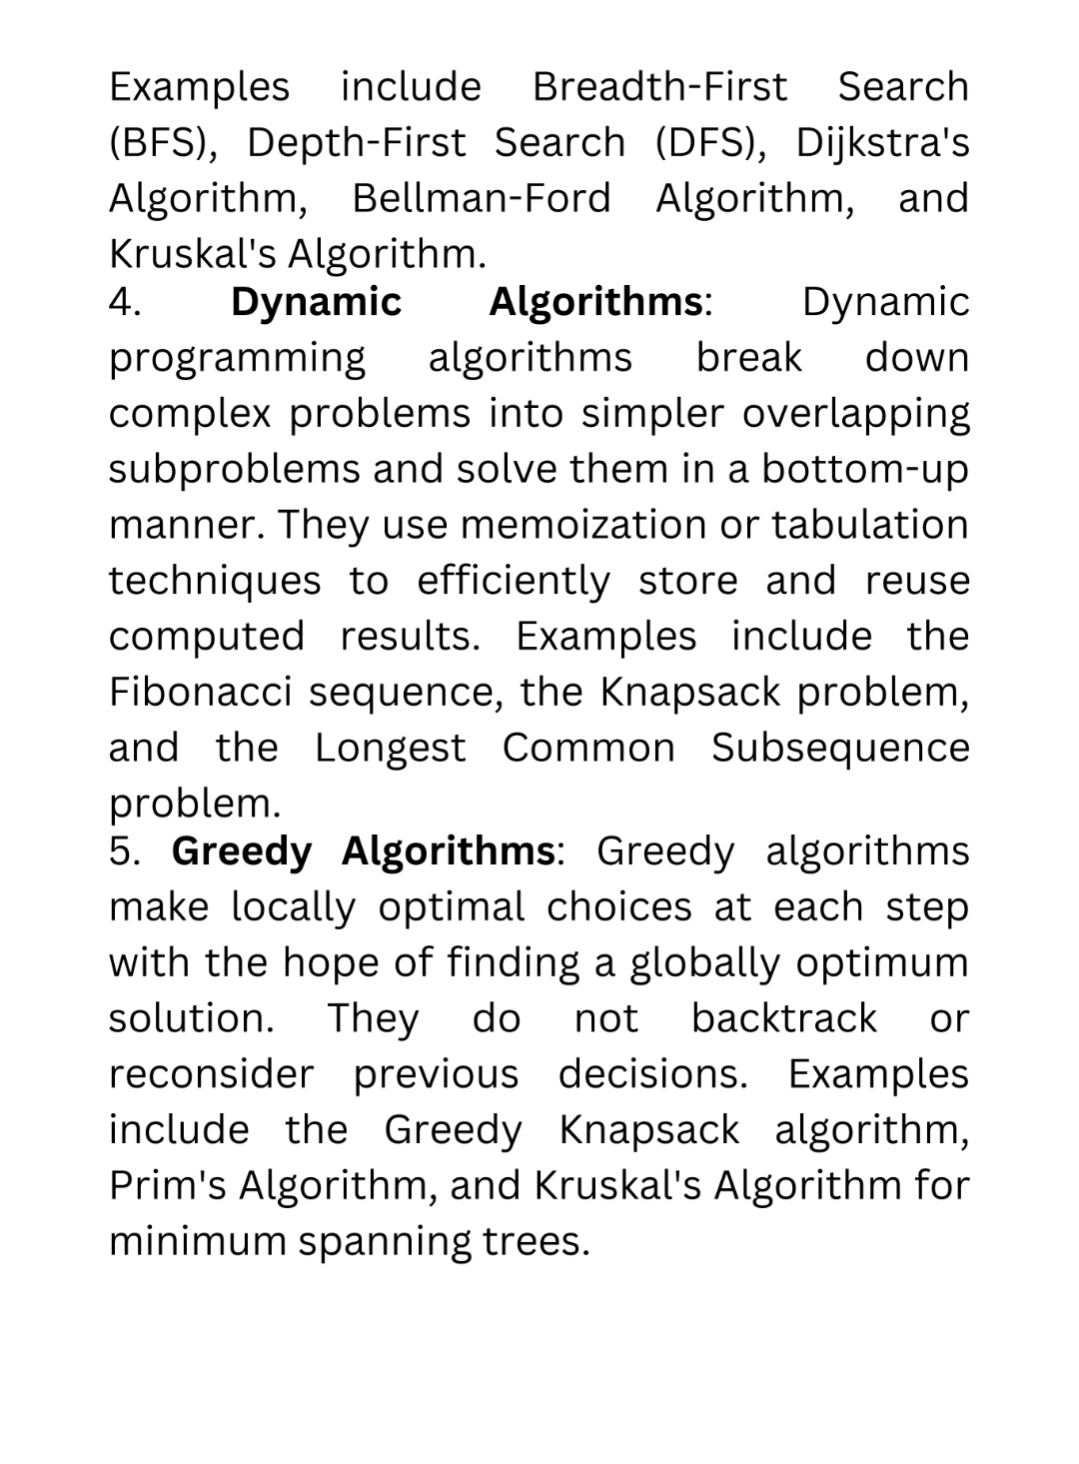 Examples include Breadth-First Search
(BFS), Depth-First Search (DFS), Dijkstra's
Algorithm, Bellman-Ford Algorithm, and
Kruskal's Algorithm.
4. Dynamic Algorithms: Dynamic
programming algorithms break down
complex problems into simpler overlapping
subproblems and solve them in a bottom-up
manner. They use memoization or tabulation
techniques to efficiently store and reuse
computed results. Examples include the
Fibonacci sequence, the Knapsack problem,
and the Longest Common Subsequence
problem.
5. Greedy Algorithms: Greedy algorithms
make locally optimal choices at each step
with the hope of finding a globally optimum
solution. They do not backtrack or
reconsider previous decisions. Examples
include the Greedy Knapsack algorithm,
Prim's Algorithm, and Kruskal's Algorithm for
minimum spanning trees.